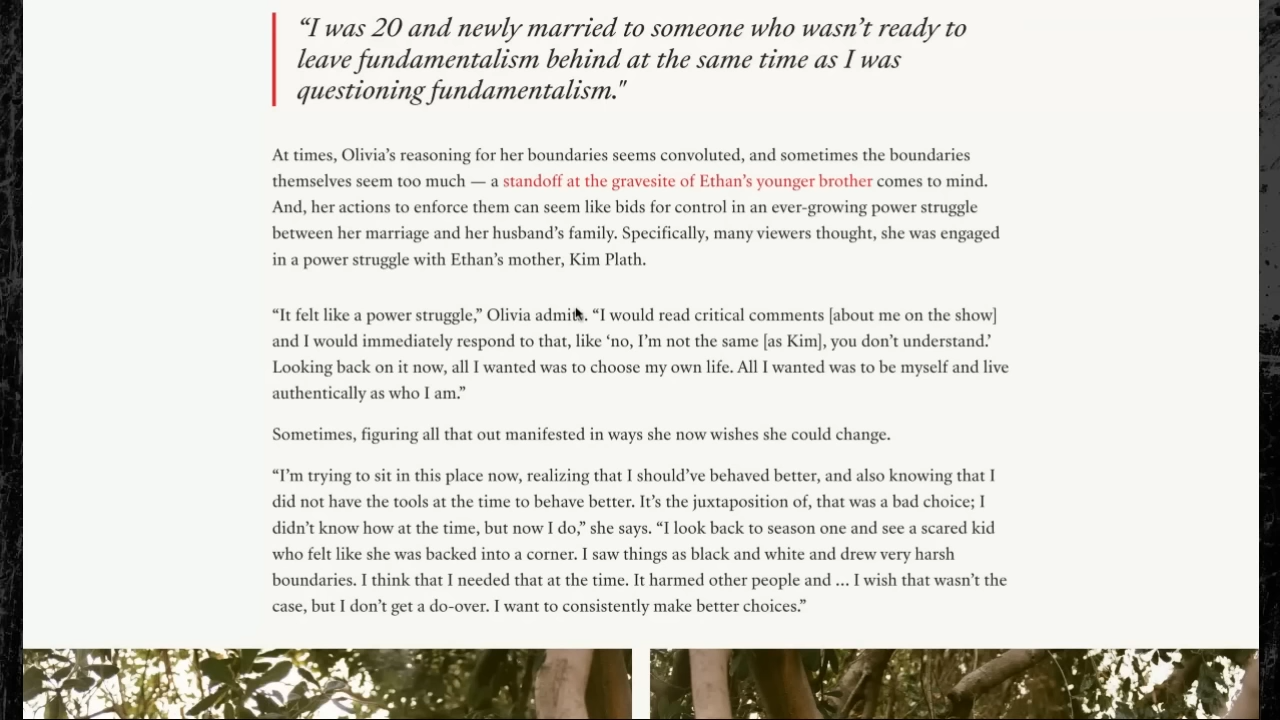 “I was 20 and newly married to someone who wasn’t ready to
leave fundamentalism behind at the same time as I was
questioning fundamentalism."
At times, Olivia’s reasoning for her boundaries seems convoluted, and sometimes the boundaries
themselves seem too much — a standoff at the gravesite of Ethan’s younger brother comes to mind.
And, her actions to enforce them can seem like bids for control in an ever-growing power struggle
between her marriage and her husband’s family. Specifically, many viewers thought, she was engaged
in a power struggle with Ethan’s mother, Kim Plath.
“It felt like a power struggle,” Olivia admits. “I would read critical comments [about me on the show]
and I would immediately respond to that, like ‘no, I’m not the same [as Kim], you don’t understand.’
Looking back on it now, all I wanted was to choose my own life. All I wanted was to be myself and live
authentically as who I am.”
Sometimes, figuring all that out manifested in ways she now wishes she could change.
“I’m trying to sit in this place now, realizing that I should’ve behaved better, and also knowing that I
did not have the tools at the time to behave better. It’s the juxtaposition of, that was a bad choice; I
didn’t know how at the time, but now I do,” she says. “I look back to season one and see a scared kid
who felt like she was backed into a corner. I saw things as black and white and drew very harsh
boundaries. I think that I needed that at the time. It harmed other people and ... I wish that wasn’t the
case, but I don’t get a do-over. I want to consistently make better choices.”